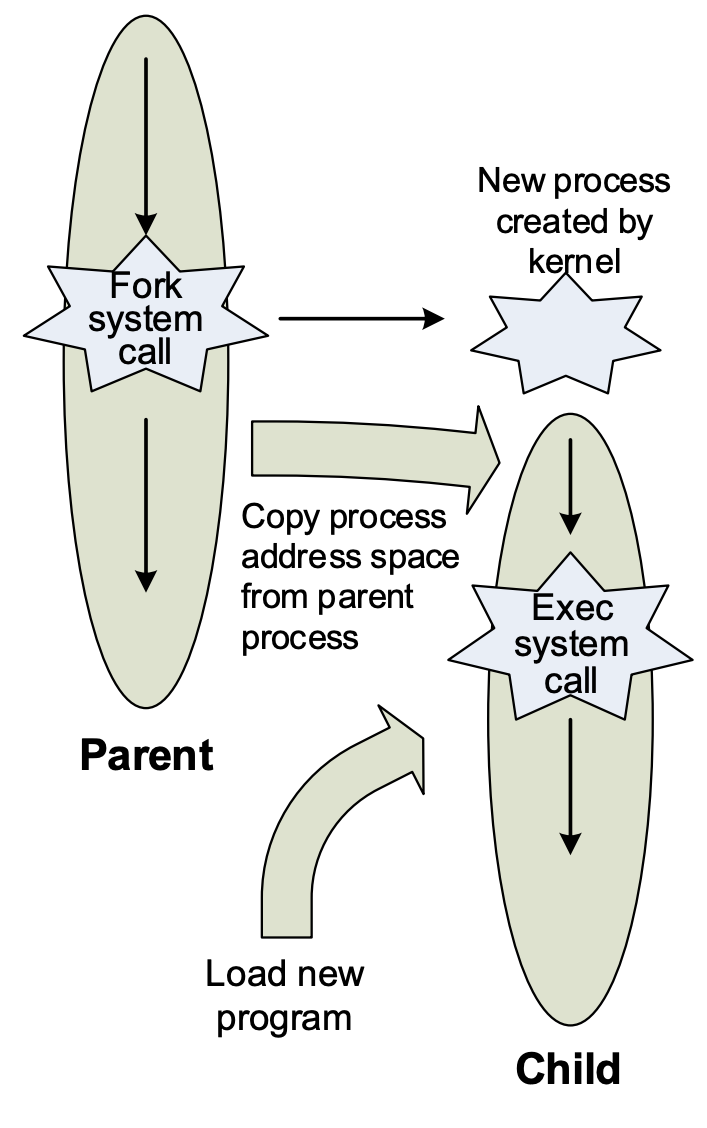 Fork
system
call
New process
created by
kernel
Copy process
address space
from parent
process
Exec
system
call
Parent
Load new
program
Child